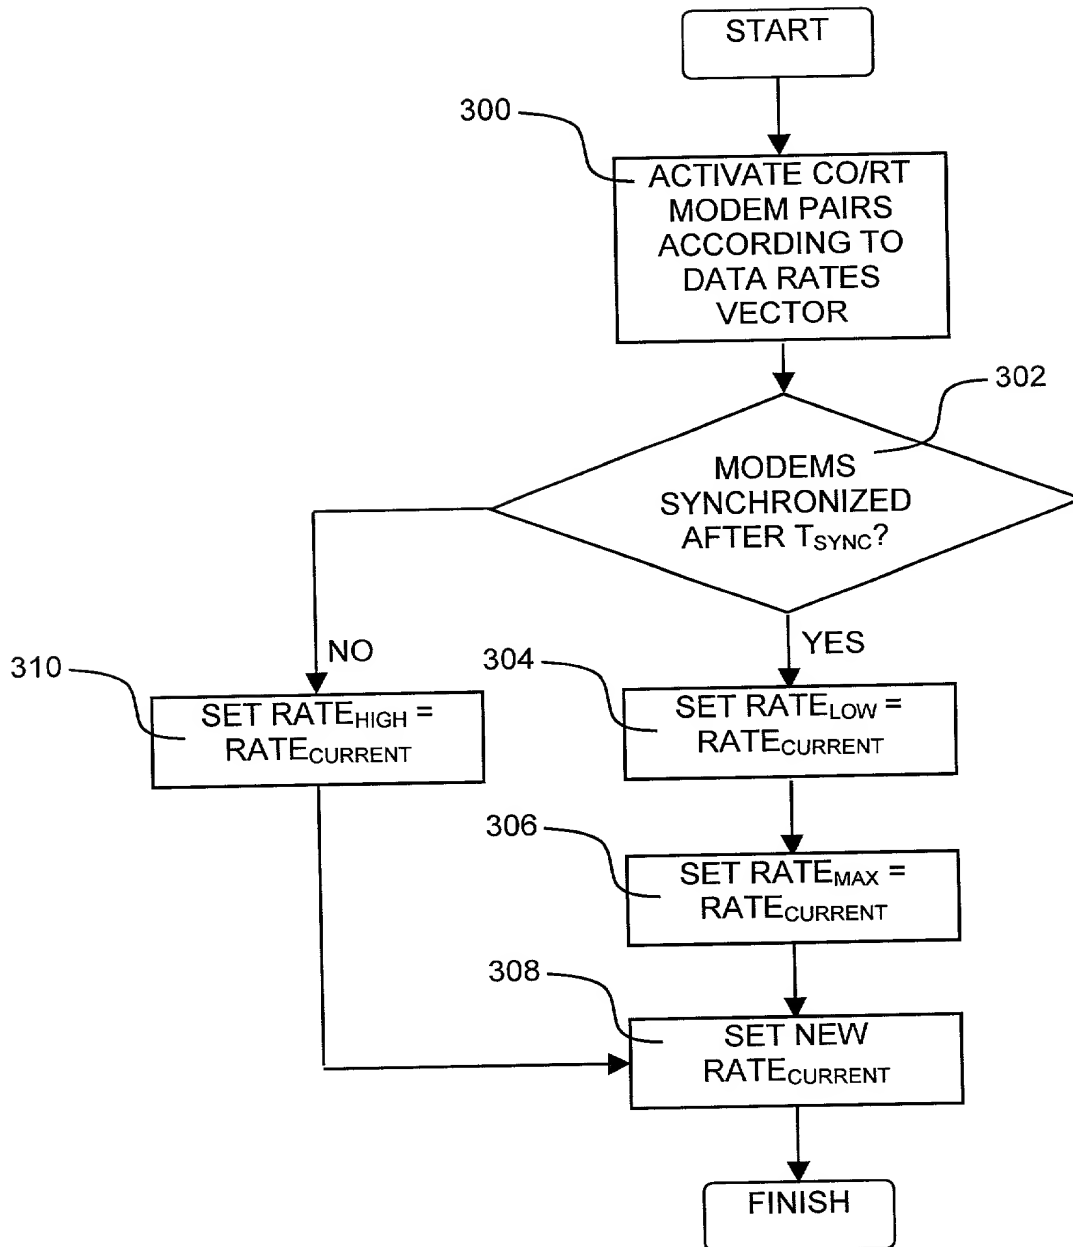 START
300
ACTIVATE CO/RT
MODEM PAIRS
ACCORDING TO
DATA RATES
VECTOR
302
MODEMS
SYNCHRONIZED
AFTER TSYNC?
NO
YES
310
SET RATEHIGH =
RATECURRENT
304
SET RATELOW =
RATECURRENT
306
SET RATEMAX =
RATECURRENT
308
SET NEW
RATECURRENT
FINISH